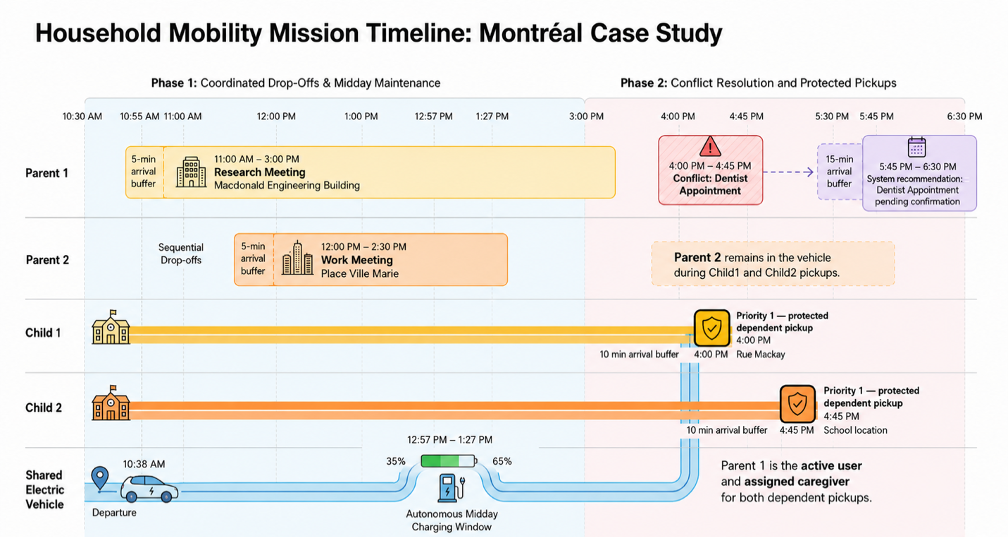 Household Mobility Mission Timeline: Montréal Case Study
Phase 1: Coordinated Drop-Offs & Midday Maintenance
Phase 2: Conflict Resolution and Protected Pickups
10:30 AM
10:55 AM
11:00 AM
12:00 PM
1:00 PM
12:57 PM
1:27 PM
3:00 PM
4:00 PM
4:45 PM
5:30 PM
5:45 PM
6:30 PM
Parent 1
5-min
arrival
buffer
11:00 AM – 3:00 PM
Research Meeting
Macdonald Engineering Building
4:00 PM – 4:45 PM
Conflict: Dentist
Appointment
15-min
arrival
buffer
5:45 PM – 6:30 PM
System recommendation:
Dentist Appointment
pending confirmation
Parent 2
Sequential
Drop-offs
5-min
arrival
buffer
12:00 PM – 2:30 PM
Work Meeting
Place Ville Marie
Parent 2 remains in the vehicle
during Child1 and Child2 pickups.
Child 1
Priority 1 — protected
dependent pickup
4:00 PM
10 min arrival buffer
4:00 PM
Rue Mackay
Child 2
Priority 1 — protected
dependent pickup
4:45 PM
10 min arrival buffer
4:45 PM
School location
Shared
Electric
Vehicle
10:38 AM
Departure
12:57 PM – 1:27 PM
35%
65%
Autonomous Midday
Charging Window
Parent 1 is the active user
and assigned caregiver
for both dependent pickups.